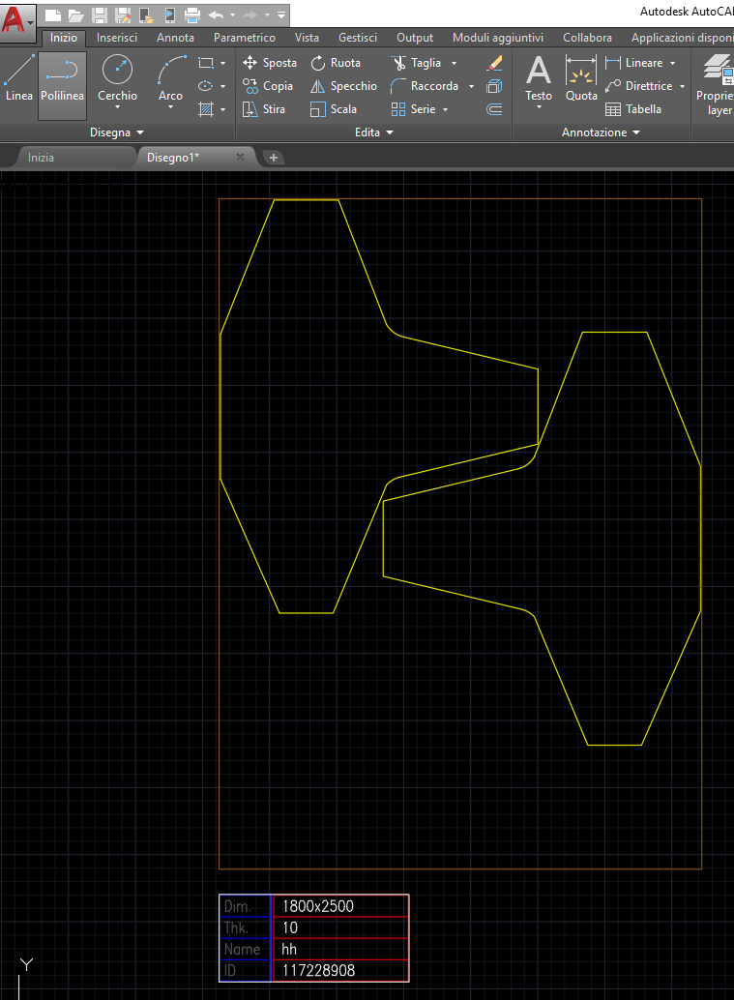 Autodesk AutoCA
A
Inizio Inserisci Annota Parametrico Vista Gestisci Output Moduli aggiuntivi Collabora Applicazioni disponi
Linea Polilinea Cerchio Arco
Sposta Ruota Taglia
Copia Specchio Raccorda
Stira Scala Serie
A
Testo Quota
Lineare
Direttrice
Tabella
Proprie
layer
Disegna Edita Annotazione
Inizia Disegno1*
Dim. 1800x2500
Thk. 10
Name hh
ID 117228908
Y